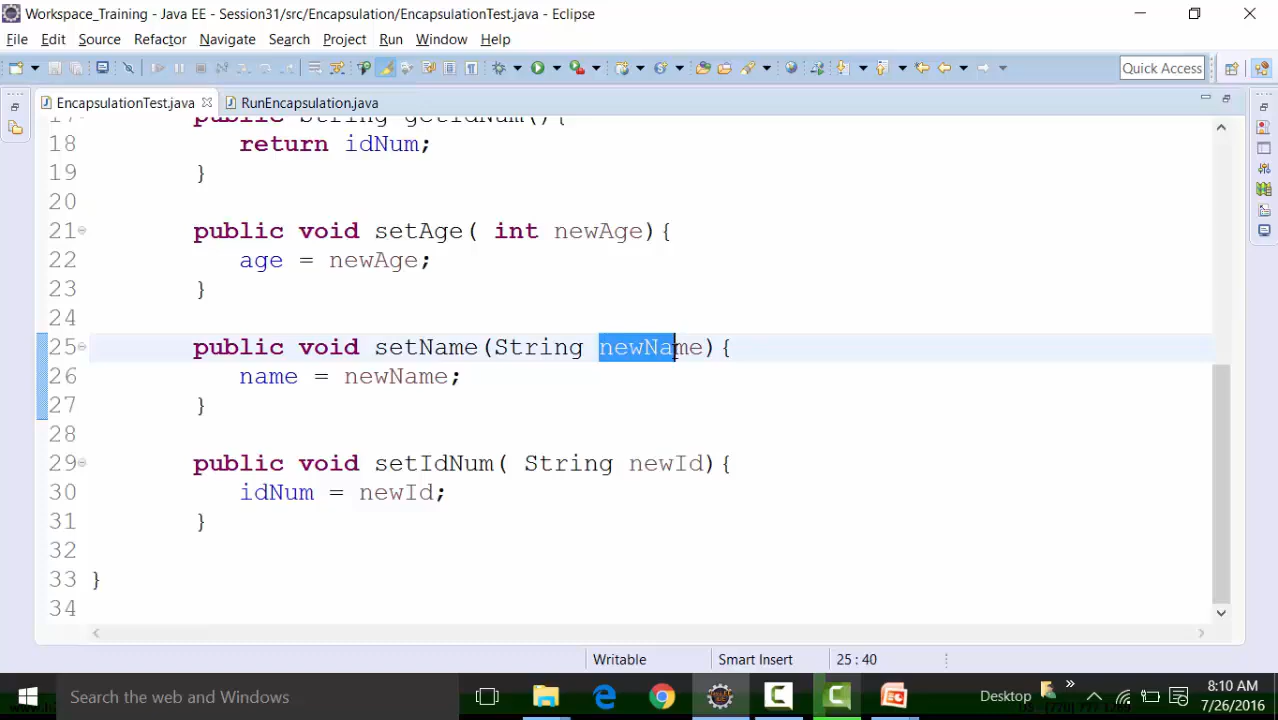 Workspace_Training - Java EE - Session31/src/Encapsulation/EncapsulationTest.java - Eclipse
File Edit Source Refactor Navigate Search Project Run Window Help
Quick Access
EncapsulationTest.java RunEncapsulation.java
17 public String getIdNum(){
18 return idNum;
19 }
20
21 public void setAge( int newAge){
22 age = newAge;
23 }
24
25 public void setName(String newName){
26 name = newName;
27 }
28
29 public void setIdNum( String newId){
30 idNum = newId;
31 }
32
33 }
34
Writable Smart Insert 25 : 40
Search the web and Windows
Desktop
8:10 AM
7/26/2016